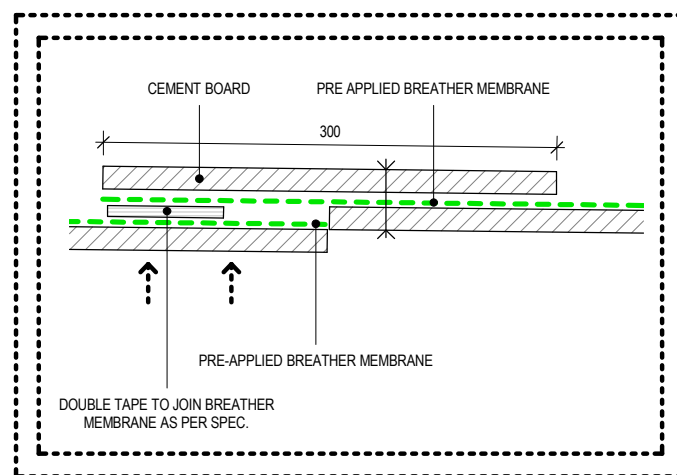 CEMENT BOARD
PRE APPLIED BREATHER MEMBRANE
300
PRE-APPLIED BREATHER MEMBRANE
DOUBLE TAPE TO JOIN BREATHER
MEMBRANE AS PER SPEC.